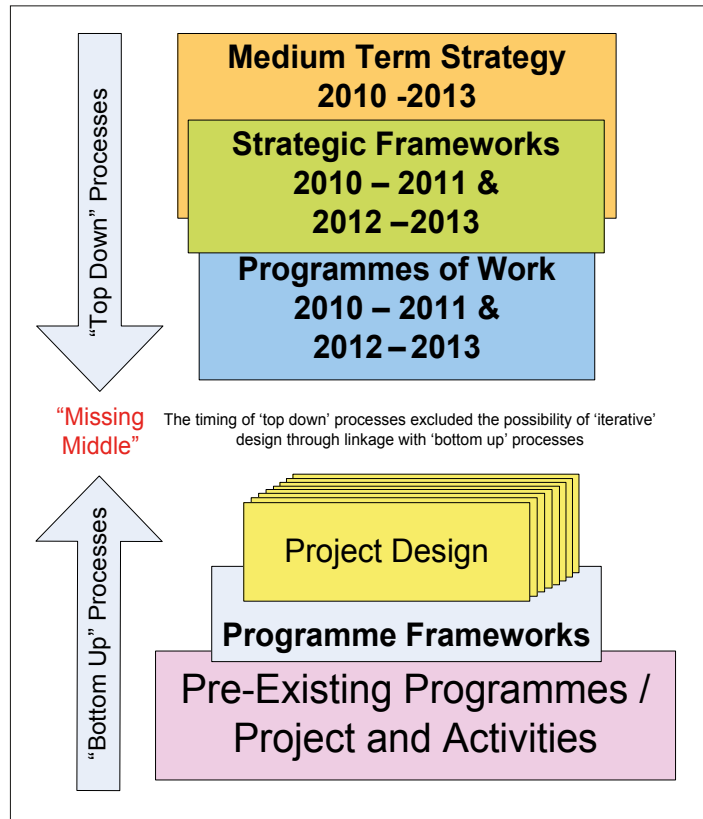 Medium Term Strategy
2010 -2013
Strategic Frameworks
2010 – 2011 &
2012 –2013
Programmes of Work
2010 – 2011 &
2012 – 2013
“Top Down” Processes
“Missing
Middle”
The timing of ‘top down’ processes excluded the possibility of ‘iterative’
design through linkage with ‘bottom up’ processes
“Bottom Up” Processes
Project Design
Programme Frameworks
Pre-Existing Programmes /
Project and Activities